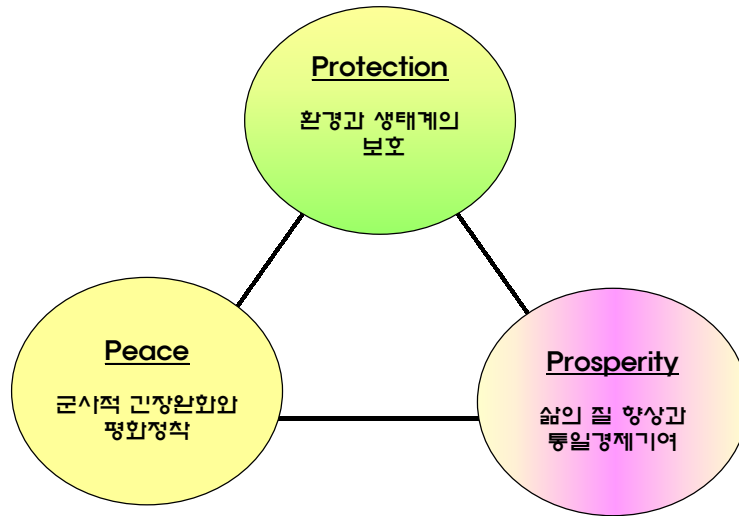 Protection
환경과 생태계의
보호
Peace
군사적 긴장완화와
평화정착
Prosperity
삶의 질 향상과
통일경제기여